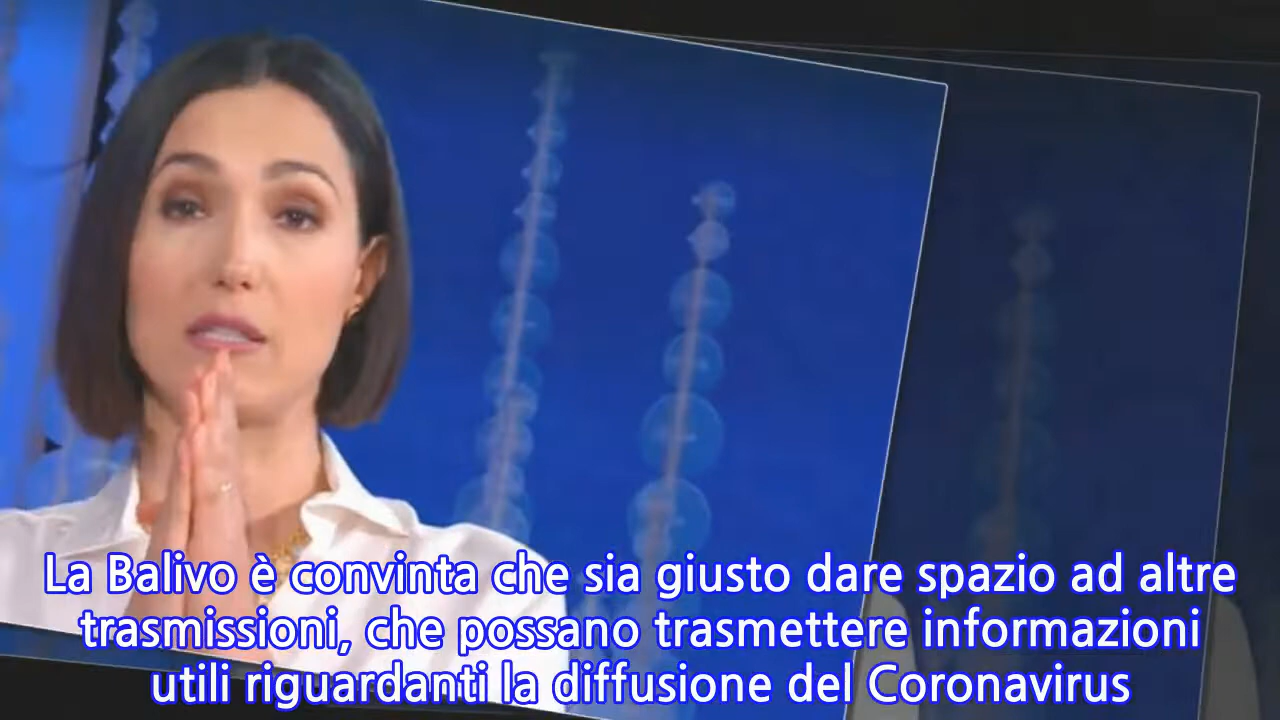 La Balivo è convinta che sia giusto dare spazio ad altre
trasmissioni, che possano trasmettere informazioni
utili riguardanti la diffusione del Coronavirus